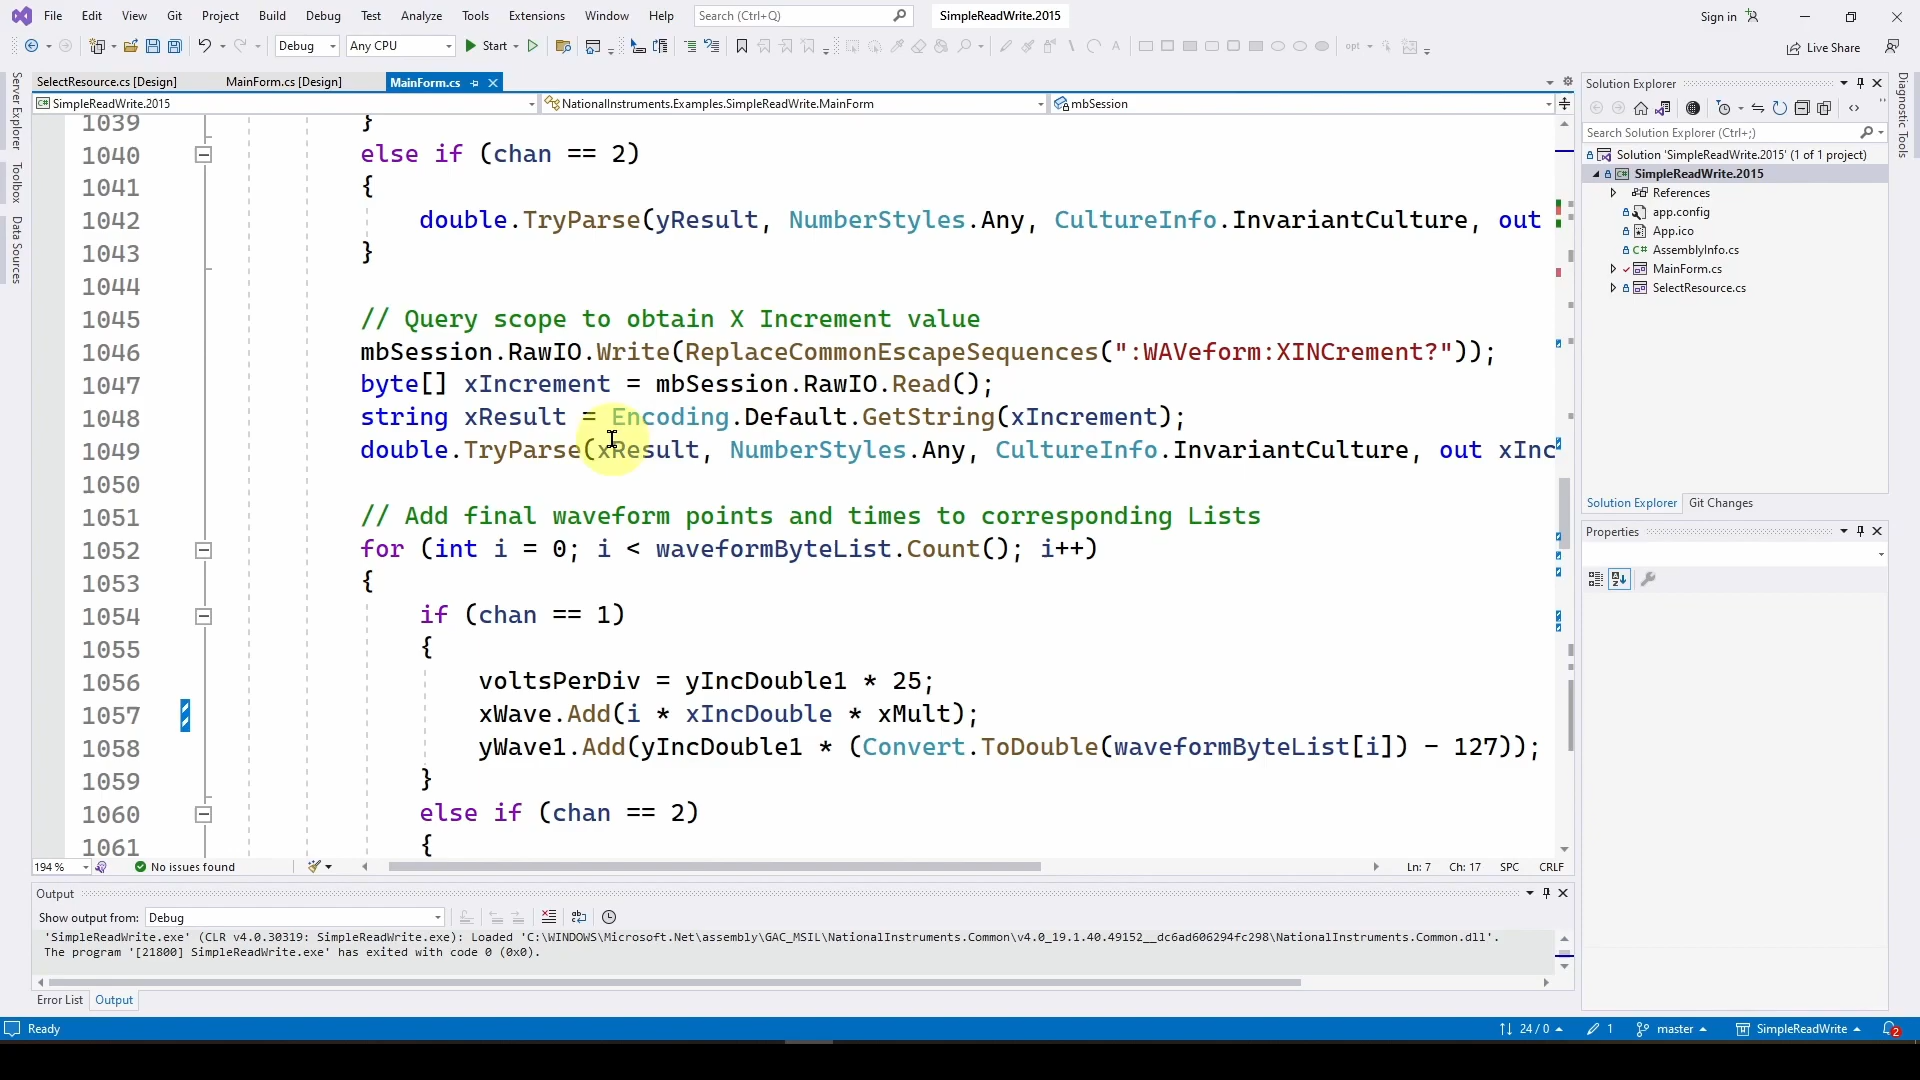 File Edit View Git Project Build Debug Test Analyze Tools Extensions Window Help Search (Ctrl+Q) SimpleReadWrite.2015 Sign in
Debug Any CPU Start opt Live Share
SelectResource.cs [Design] MainForm.cs [Design] MainForm.cs
SimpleReadWrite.2015 NationalInstruments.Examples.SimpleReadWrite.MainForm mbSession
Server Explorer
Toolbox
Data Sources
1039 }
1040 else if (chan == 2)
1041 {
1042 double.TryParse(yResult, NumberStyles.Any, CultureInfo.InvariantCulture, out
1043 }
1044
1045 // Query scope to obtain X Increment value
1046 mbSession.RawIO.Write(ReplaceCommonEscapeSequences(":WAVeform:XINCrement?"));
1047 byte[] xIncrement = mbSession.RawIO.Read();
1048 string xResult = Encoding.Default.GetString(xIncrement);
1049 double.TryParse(xResult, NumberStyles.Any, CultureInfo.InvariantCulture, out xInc
1050
1051 // Add final waveform points and times to corresponding Lists
1052 for (int i = 0; i < waveformByteList.Count(); i++)
1053 {
1054 if (chan == 1)
1055 {
1056 voltsPerDiv = yIncDouble1 * 25;
1057 xWave.Add(i * xIncDouble * xMult);
1058 yWave1.Add(yIncDouble1 * (Convert.ToDouble(waveformByteList[i]) - 127));
1059 }
1060 else if (chan == 2)
1061 {
194 % No issues found Ln: 7 Ch: 17 SPC CRLF
Output
Show output from: Debug
'SimpleReadWrite.exe' (CLR v4.0.30319: SimpleReadWrite.exe): Loaded 'C:\WINDOWS\Microsoft.Net\assembly\GAC_MSIL\NationalInstruments.Common\v4.0_19.1.40.49152__dc6ad606294fc298\NationalInstruments.Common.dll'.
The program '[21800] SimpleReadWrite.exe' has exited with code 0 (0x0).
Error List Output
Solution Explorer
Search Solution Explorer (Ctrl+;)
Solution 'SimpleReadWrite.2015' (1 of 1 project)
SimpleReadWrite.2015
References
app.config
App.ico
AssemblyInfo.cs
MainForm.cs
SelectResource.cs
Solution Explorer Git Changes
Properties
Diagnostic Tools
Ready 24 / 0 1 master SimpleReadWrite 2